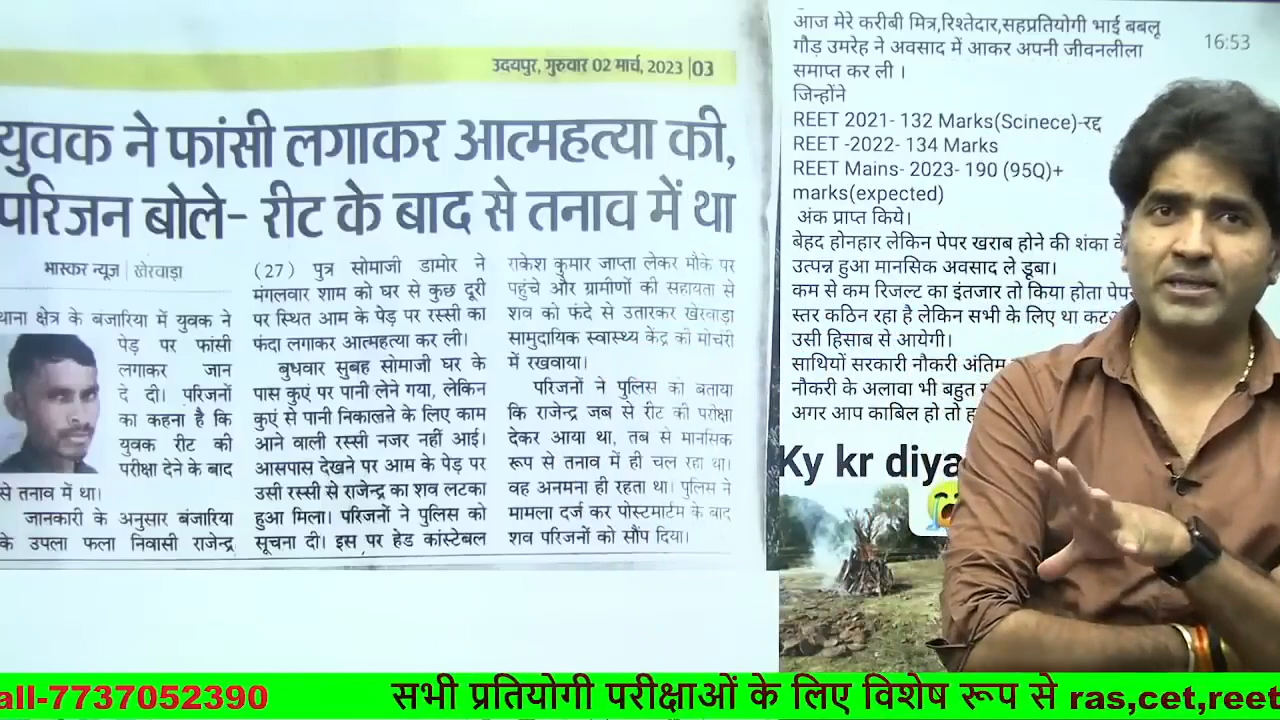 उदयपुर, गुरुवार 02 मार्च, 2023 |03
युवक ने फांसी लगाकर आत्महत्या की,
परिजन बोले- रीट के बाद से तनाव में था
भास्कर न्यूज | खेरवाड़ा
थाना क्षेत्र के बंजारिया में युवक ने
पेड़ पर फांसी
लगाकर जान
दे दी। परिजनों
का कहना है कि
युवक रीट की
परीक्षा देने के बाद
से तनाव में था।
जानकारी के अनुसार बंजारिया
के उपला फला निवासी राजेन्द्र
(27) पुत्र सोमाजी डामोर ने
मंगलवार शाम को घर से कुछ दूरी
पर स्थित आम के पेड़ पर रस्सी का
फंदा लगाकर आत्महत्या कर ली।
बुधवार सुबह सोमाजी घर के
पास कुएं पर पानी लेने गया, लेकिन
कुएं से पानी निकालने के लिए काम
आने वाली रस्सी नजर नहीं आई।
आसपास देखने पर आम के पेड़ पर
उसी रस्सी से राजेन्द्र का शव लटका
हुआ मिला। परिजनों ने पुलिस को
सूचना दी। इस पर हेड कांस्टेबल
राकेश कुमार जाप्ता लेकर मौके पर
पहुंचे और ग्रामीणों की सहायता से
शव को फंदे से उतारकर खेरवाड़ा
सामुदायिक स्वास्थ्य केंद्र की मोर्चरी
में रखवाया।
परिजनों ने पुलिस को बताया
कि राजेन्द्र जब से रीट की परीक्षा
देकर आया था, तब से मानसिक
रूप से तनाव में ही चल रहा था।
वह अनमना ही रहता था। पुलिस ने
मामला दर्ज कर पोस्टमार्टम के बाद
शव परिजनों को सौंप दिया।
आज मेरे करीबी मित्र,रिश्तेदार,सहप्रतियोगी भाई बबलू
गौड़ उमरेह ने अवसाद में आकर अपनी जीवनलीला
समाप्त कर ली ।
16:53
जिन्होंने
REET 2021- 132 Marks(Scinece)-रद्द
REET -2022- 134 Marks
REET Mains- 2023- 190 (95Q)+
marks(expected)
अंक प्राप्त किये।
बेहद होनहार लेकिन पेपर खराब होने की शंका
उत्पन्न हुआ मानसिक अवसाद ले डूबा।
कम से कम रिजल्ट का इंतजार तो किया होता
स्तर कठिन रहा है लेकिन सभी के लिए था
उसी हिसाब से आयेगी।
साथियों सरकारी नौकरी अंतिम
नौकरी के अलावा भी बहुत
अगर आप काबिल हो तो
Ky kr diya
all-7737052390 सभी प्रतियोगी परीक्षाओं के लिए विशेष रूप से ras,cet,reet